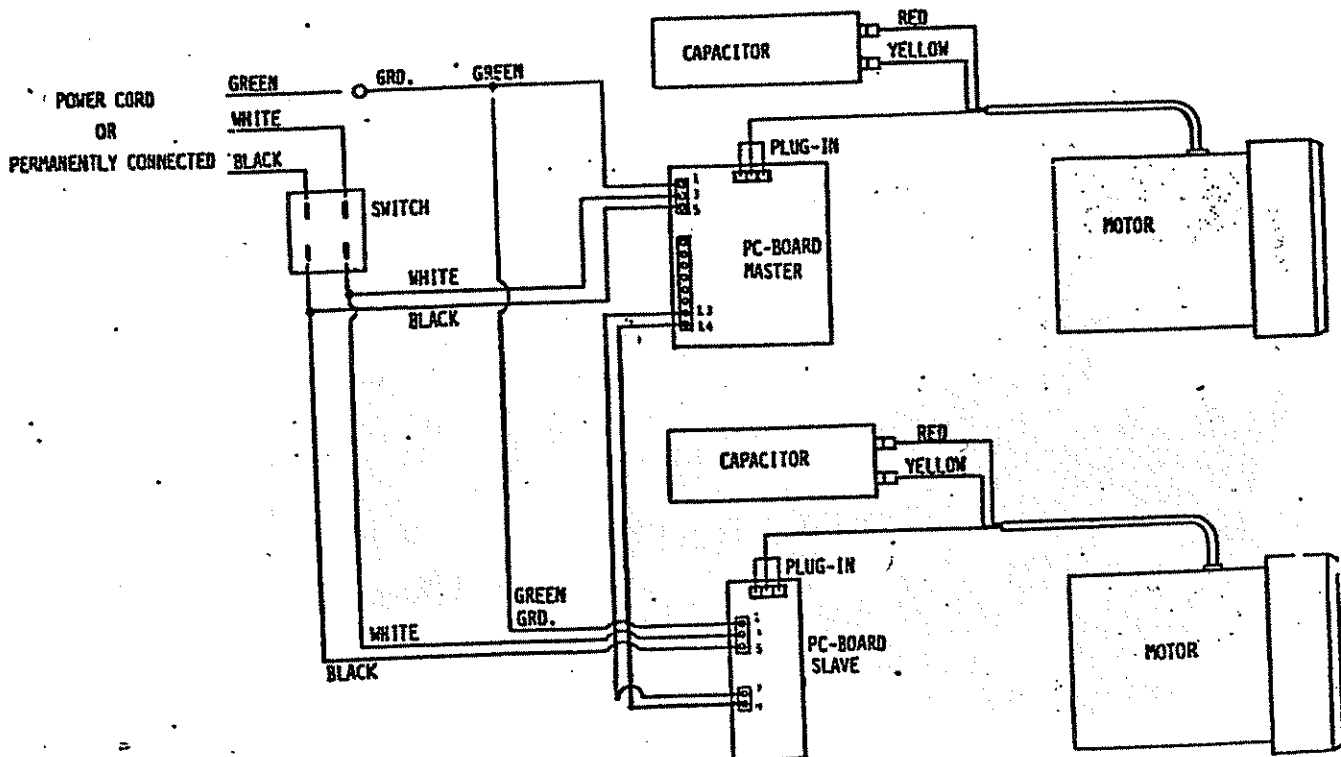 RED
CAPACITOR
YELLOW
GREEN
GRD.
GREEN
POWER CORD
OR
PERMANENTLY CONNECTED
WHITE
BLACK
SWITCH
PLUG-IN
1
3
5
PC-BOARD
MASTER
13
14
MOTOR
WHITE
BLACK
RED
CAPACITOR
YELLOW
PLUG-IN
GREEN
GRD.
WHITE
BLACK
5
PC-BOARD
SLAVE
MOTOR